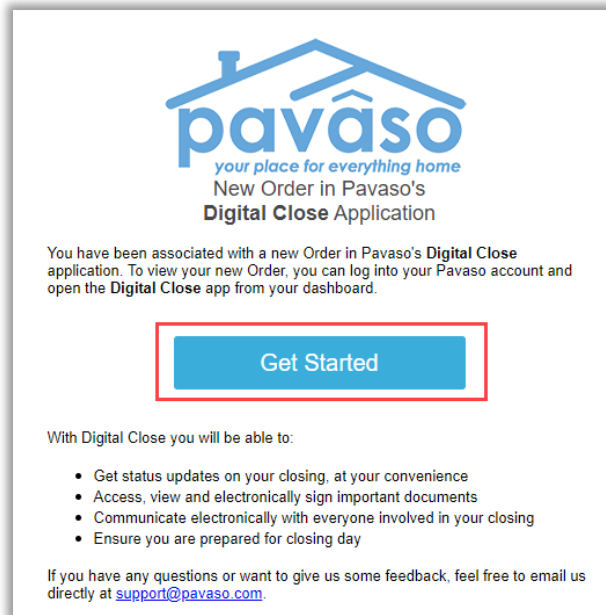 pavâso
your place for everything home
New Order in Pavaso's
Digital Close Application
You have been associated with a new Order in Pavaso's Digital Close
application. To view your new Order, you can log into your Pavaso account and
open the Digital Close app from your dashboard.
Get Started
With Digital Close you will be able to:
• Get status updates on your closing, at your convenience
• Access, view and electronically sign important documents
• Communicate electronically with everyone involved in your closing
• Ensure you are prepared for closing day
If you have any questions or want to give us some feedback, feel free to email us
directly at support@pavaso.com.